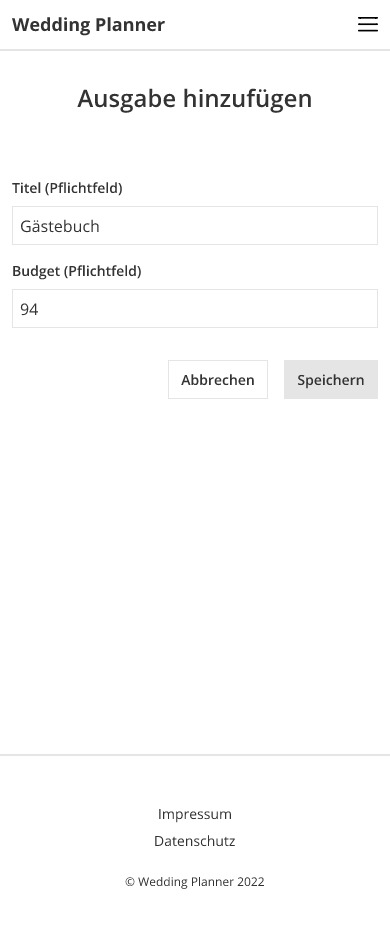 Wedding Planner
Ausgabe hinzufügen
Titel (Pflichtfeld)
Gästebuch
Budget (Pflichtfeld)
94
Abbrechen Speichern
Impressum
Datenschutz
© Wedding Planner 2022